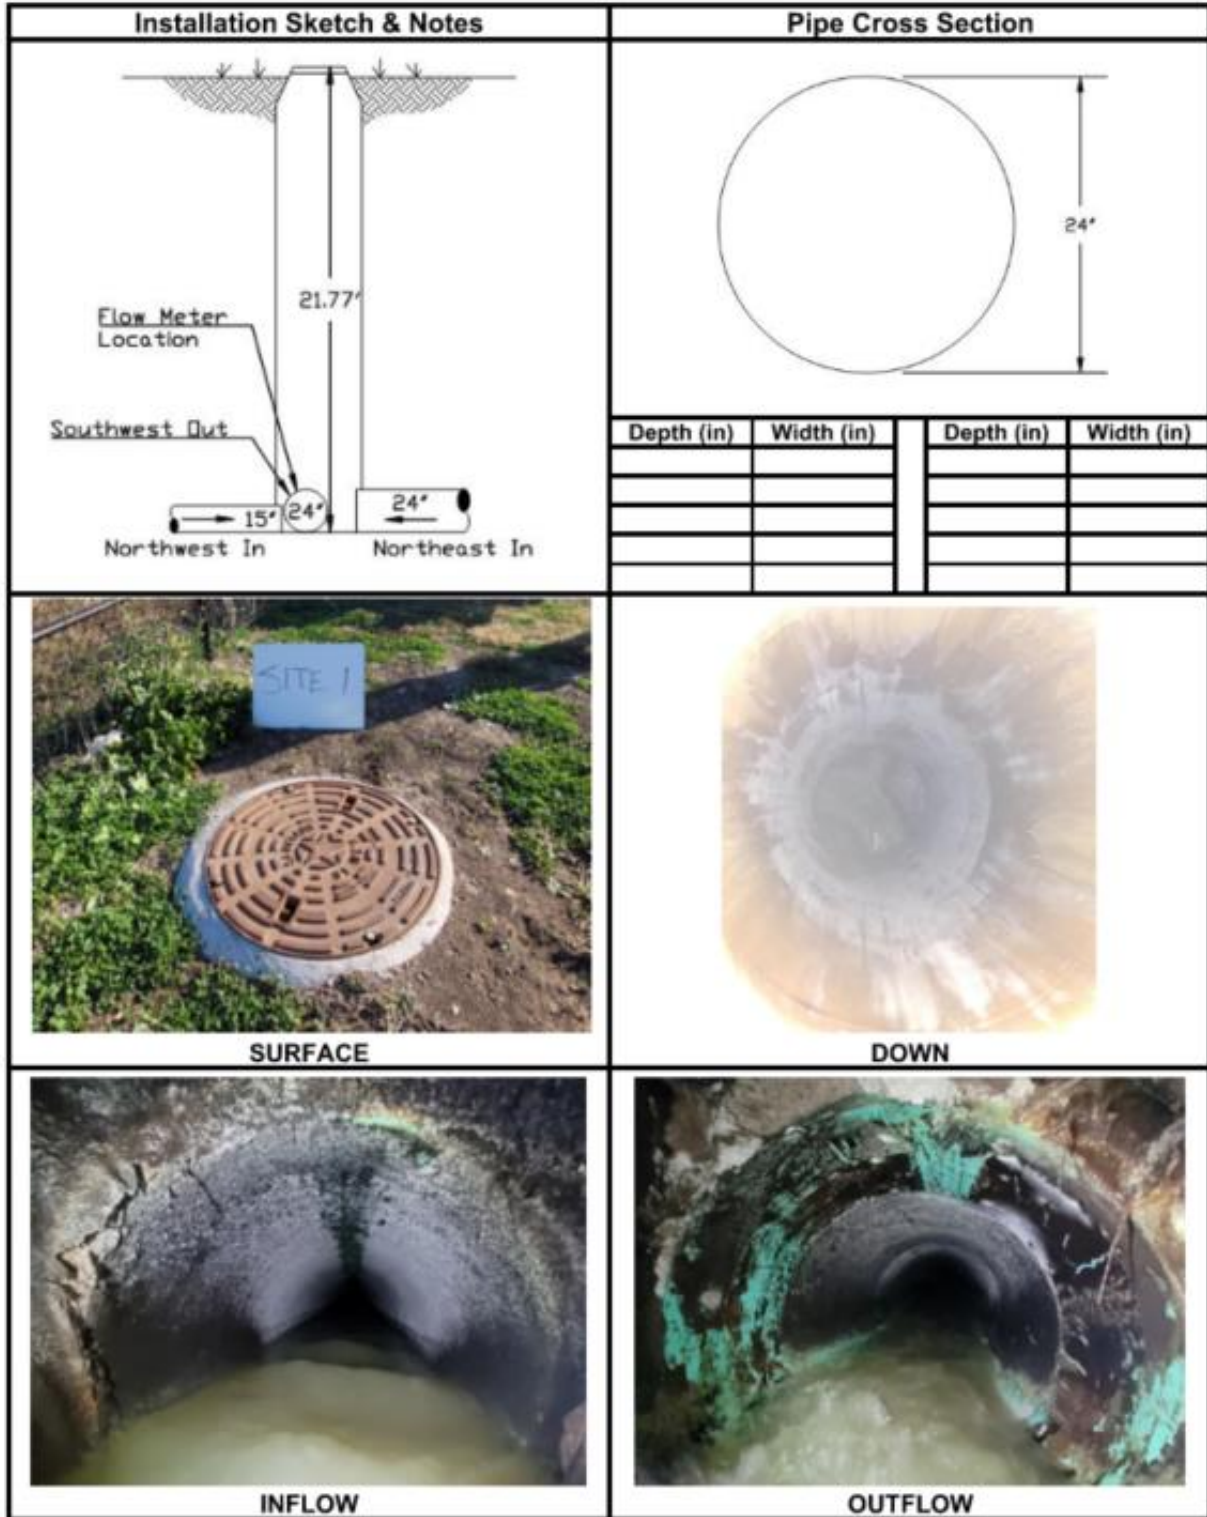 Installation Sketch & Notes
Pipe Cross Section
21.77'
Flow Meter
Location
Southwest Out
15"
24"
24"
Northwest In
Northeast In
24"
Depth (in) Width (in) Depth (in) Width (in)
SITE 1
SURFACE
DOWN
INFLOW
OUTFLOW